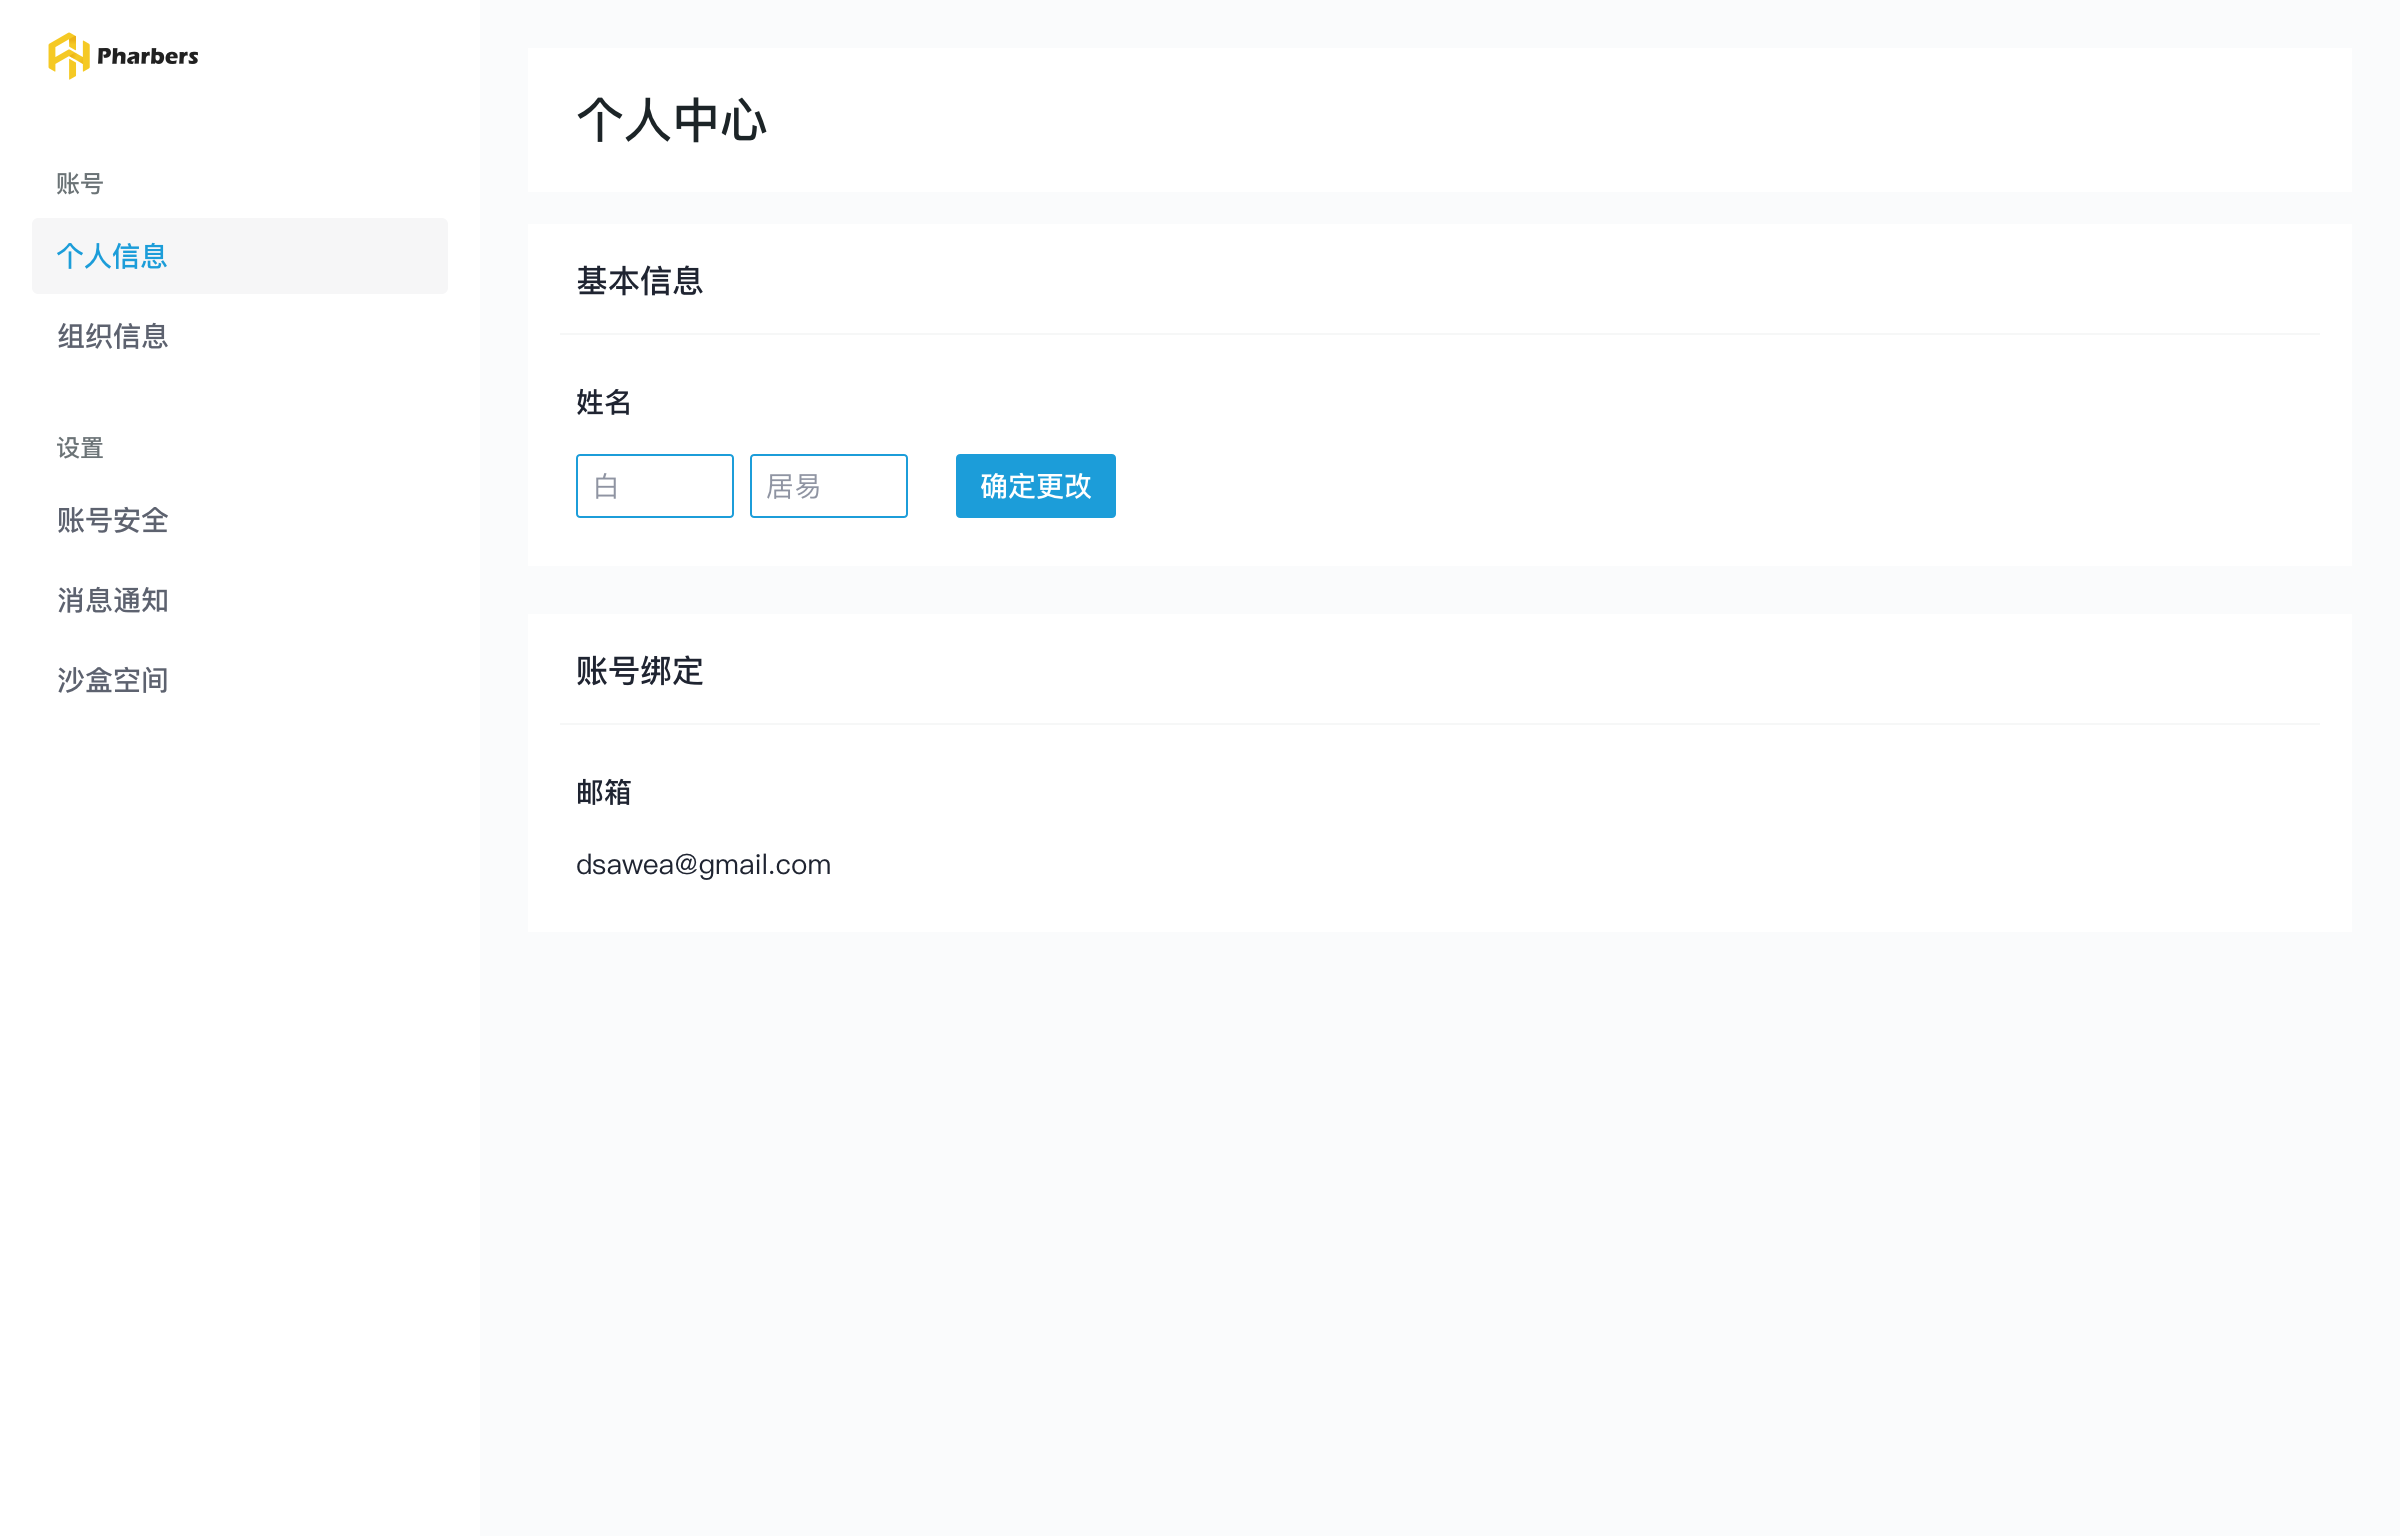 Pharbers
账号
个人信息
组织信息
设置
账号安全
消息通知
沙盒空间
个人中心
基本信息
姓名
白 居易 确定更改
账号绑定
邮箱
dsawea@gmail.com